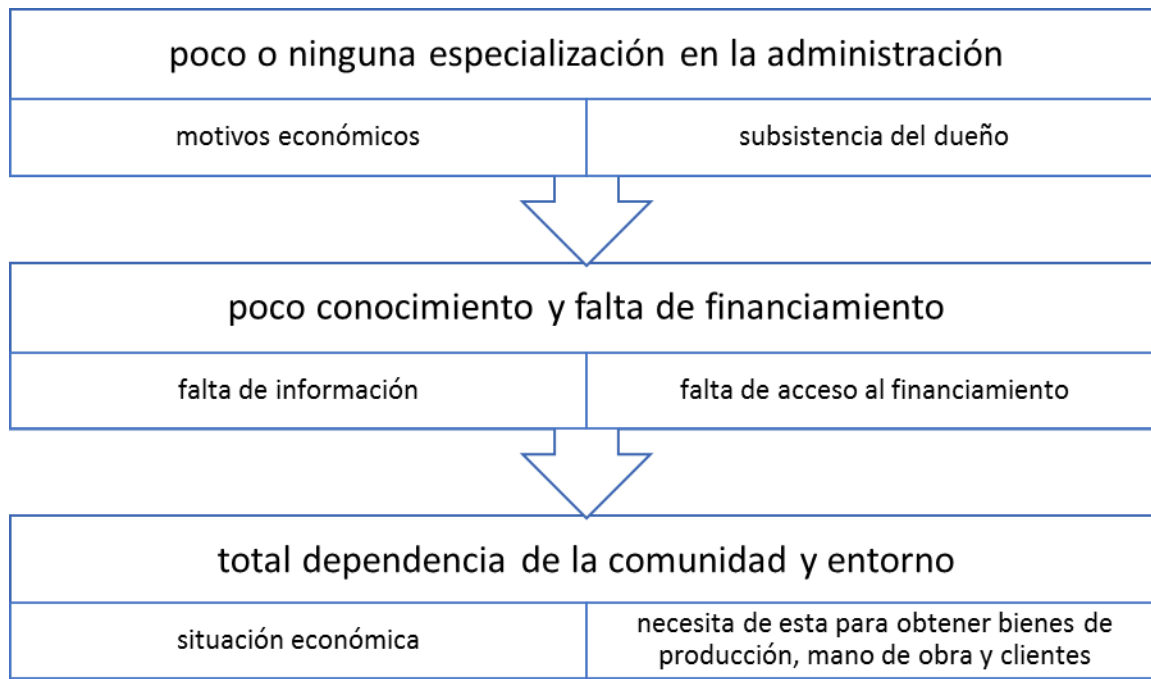 poco o ninguna especialización en la administración
motivos económicos
subsistencia del dueño
poco conocimiento y falta de financiamiento
falta de información
falta de acceso al financiamiento
total dependencia de la comunidad y entorno
situación económica
necesita de esta para obtener bienes de
producción, mano de obra y clientes